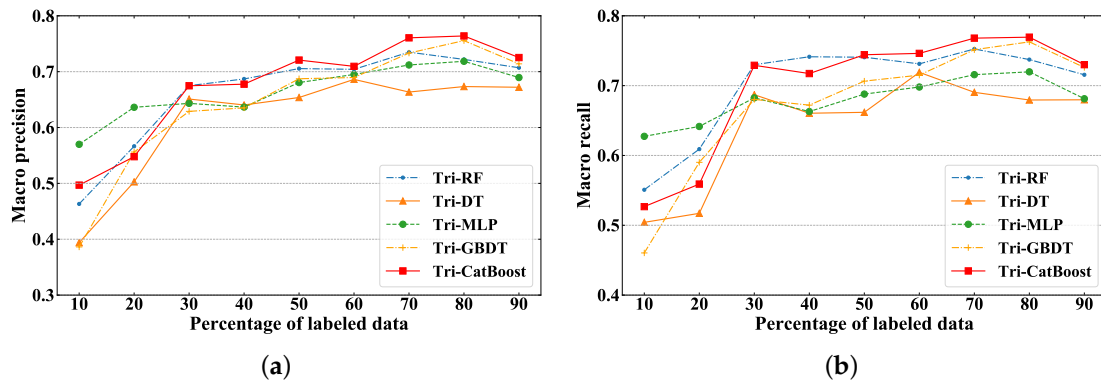 0.8
0.7
0.6
0.5
0.4
0.3
Macro precision
Tri-RF
Tri-DT
Tri-MLP
Tri-GBDT
Tri-CatBoost
10 20 30 40 50 60 70 80 90
Percentage of labeled data
(a)
0.8
0.7
0.6
0.5
0.4
Macro recall
Tri-RF
Tri-DT
Tri-MLP
Tri-GBDT
Tri-CatBoost
10 20 30 40 50 60 70 80 90
Percentage of labeled data
(b)